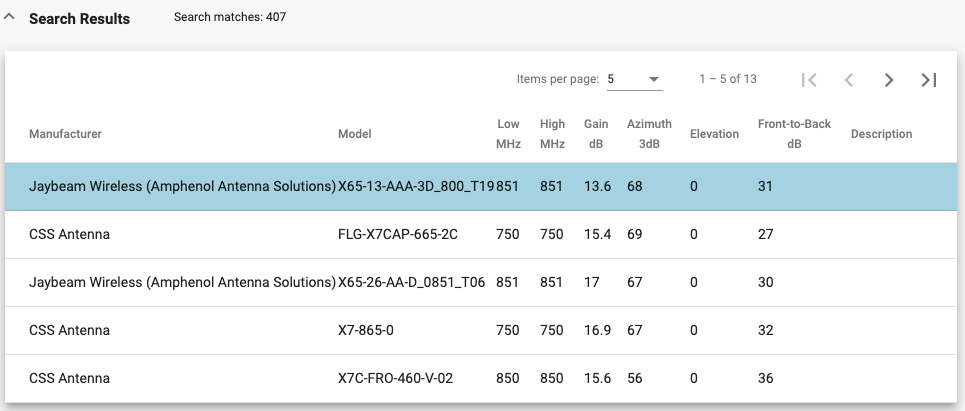 Search Results Search matches: 407
Items per page: 5 1 – 5 of 13
Manufacturer Model Low MHz High MHz Gain dB Azimuth 3dB Elevation Front-to-Back dB Description
Jaybeam Wireless (Amphenol Antenna Solutions) X65-13-AAA-3D_800_T19 851 851 13.6 68 0 31
CSS Antenna FLG-X7CAP-665-2C 750 750 15.4 69 0 27
Jaybeam Wireless (Amphenol Antenna Solutions) X65-26-AA-D_0851_T06 851 851 17 67 0 30
CSS Antenna X7-865-0 750 750 16.9 67 0 32
CSS Antenna X7C-FRO-460-V-02 850 850 15.6 56 0 36